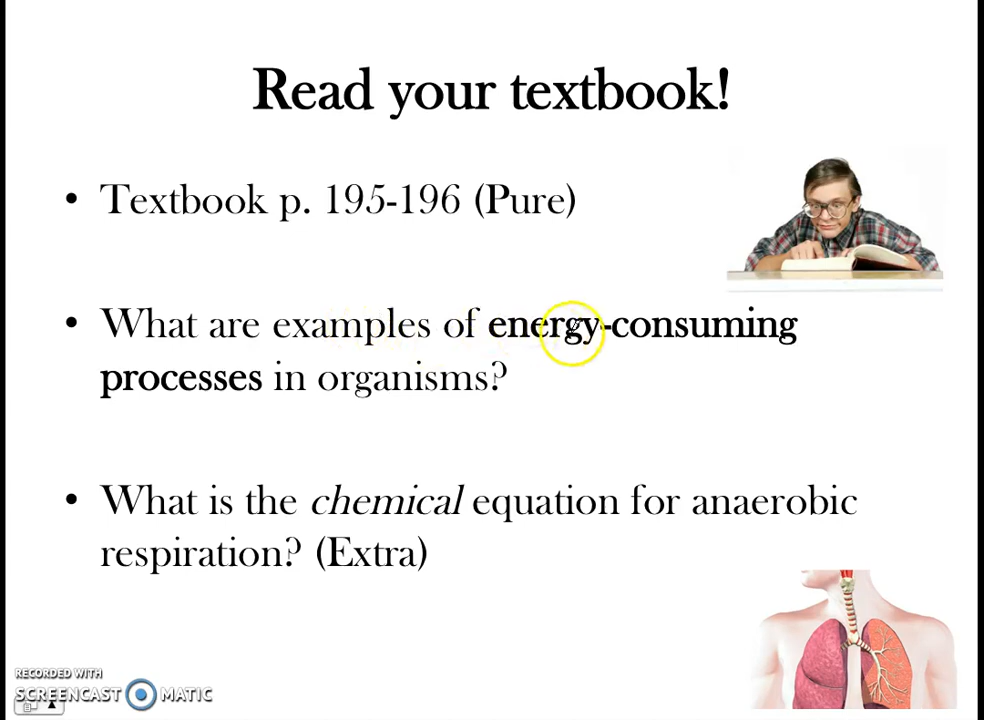 Read your textbook!
• Textbook p. 195-196 (Pure)
• What are examples of energy-consuming
processes in organisms?
• What is the chemical equation for anaerobic
respiration? (Extra)
RECORDED WITH
SCREENCAST MATIC